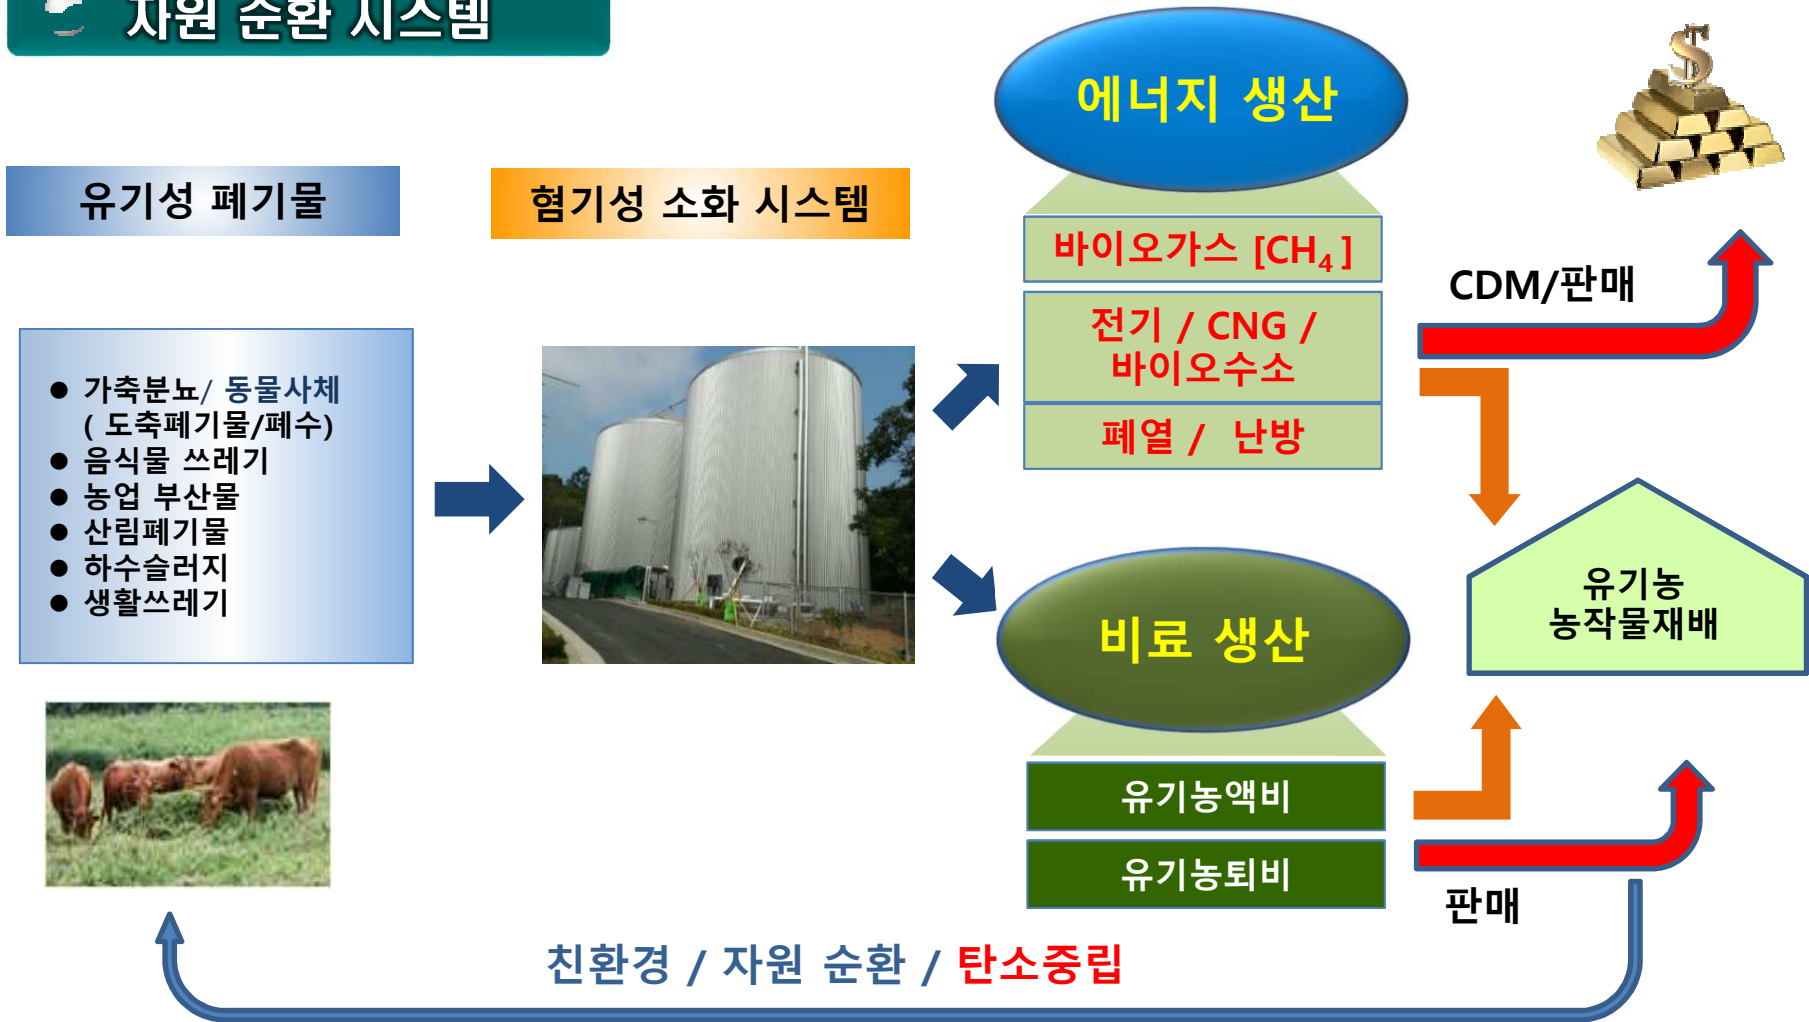 자원 순환 시스템
유기성 폐기물
● 가축분뇨/ 동물사체
( 도축폐기물/폐수)
● 음식물 쓰레기
● 농업 부산물
● 산림폐기물
● 하수슬러지
● 생활쓰레기
혐기성 소화 시스템
에너지 생산
바이오가스 [CH₄]
전기 / CNG /
바이오수소
폐열 / 난방
비료 생산
유기농액비
유기농퇴비
$
CDM/판매
유기농
농작물재배
판매
친환경 / 자원 순환 / 탄소중립